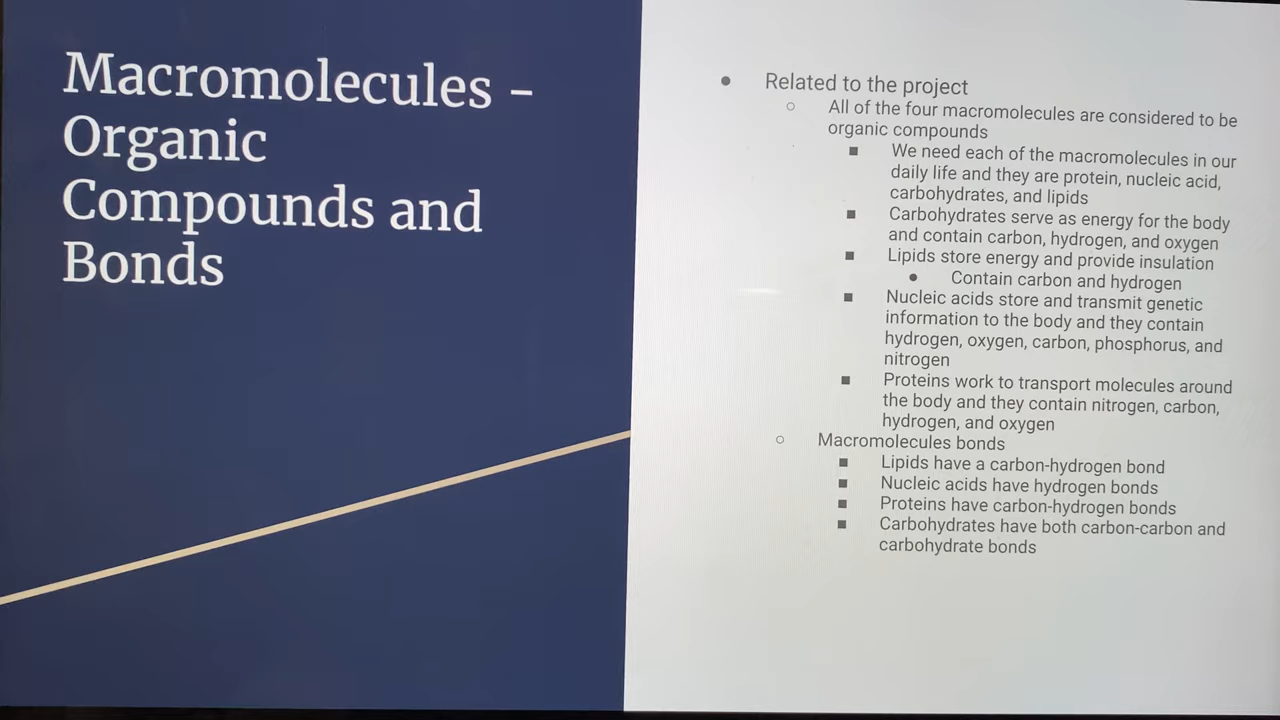 Macromolecules -
Organic
Compounds and
Bonds
Related to the project
All of the four macromolecules are considered to be
organic compounds
We need each of the macromolecules in our
daily life and they are protein, nucleic acid,
carbohydrates, and lipids
Carbohydrates serve as energy for the body
and contain carbon, hydrogen, and oxygen
Lipids store energy and provide insulation
Contain carbon and hydrogen
Nucleic acids store and transmit genetic
information to the body and they contain
hydrogen, oxygen, carbon, phosphorus, and
nitrogen
Proteins work to transport molecules around
the body and they contain nitrogen, carbon,
hydrogen, and oxygen
Macromolecules bonds
Lipids have a carbon-hydrogen bond
Nucleic acids have hydrogen bonds
Proteins have carbon-hydrogen bonds
Carbohydrates have both carbon-carbon and
carbohydrate bonds